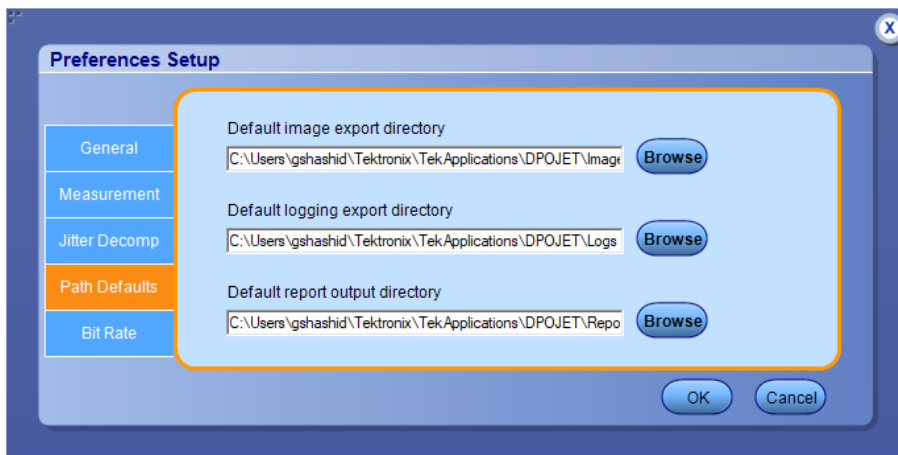 X
Preferences Setup
General
Measurement
Jitter Decomp
Path Defaults
Bit Rate
Default image export directory
C:\Users\gshashid\Tektronix\TekApplications\DPOJET\Image
Browse
Default logging export directory
C:\Users\gshashid\Tektronix\TekApplications\DPOJET\Logs
Browse
Default report output directory
C:\Users\gshashid\Tektronix\TekApplications\DPOJET\Repo
Browse
OK
Cancel